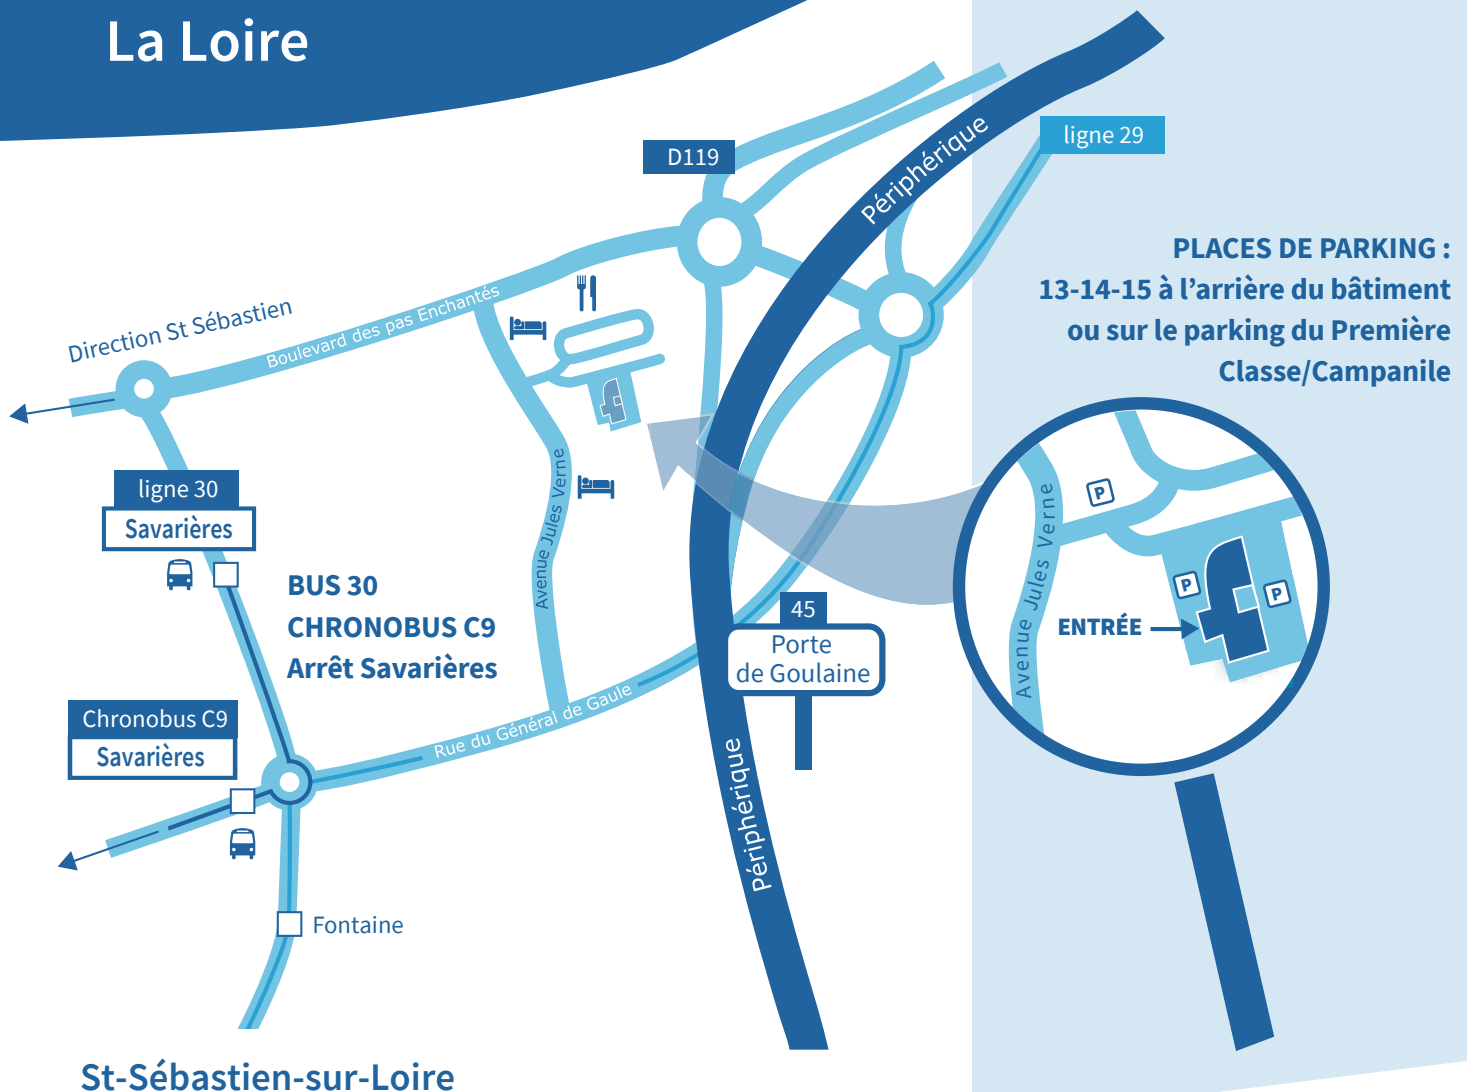 La Loire
D119
Périphérique
ligne 29
PLACES DE PARKING :
13-14-15 à l’arrière du bâtiment
ou sur le parking du Première
Classe/Campanile
Direction St Sébastien
Boulevard des pas Enchantés
ligne 30
Savarières
BUS 30
CHRONOBUS C9
Arrêt Savarières
Avenue Jules Verne
45
Porte
de Goulaine
Avenue Jules Verne
P
P
P
ENTRÉE
Chronobus C9
Savarières
Rue du Général de Gaule
Périphérique
Fontaine
St-Sébastien-sur-Loire